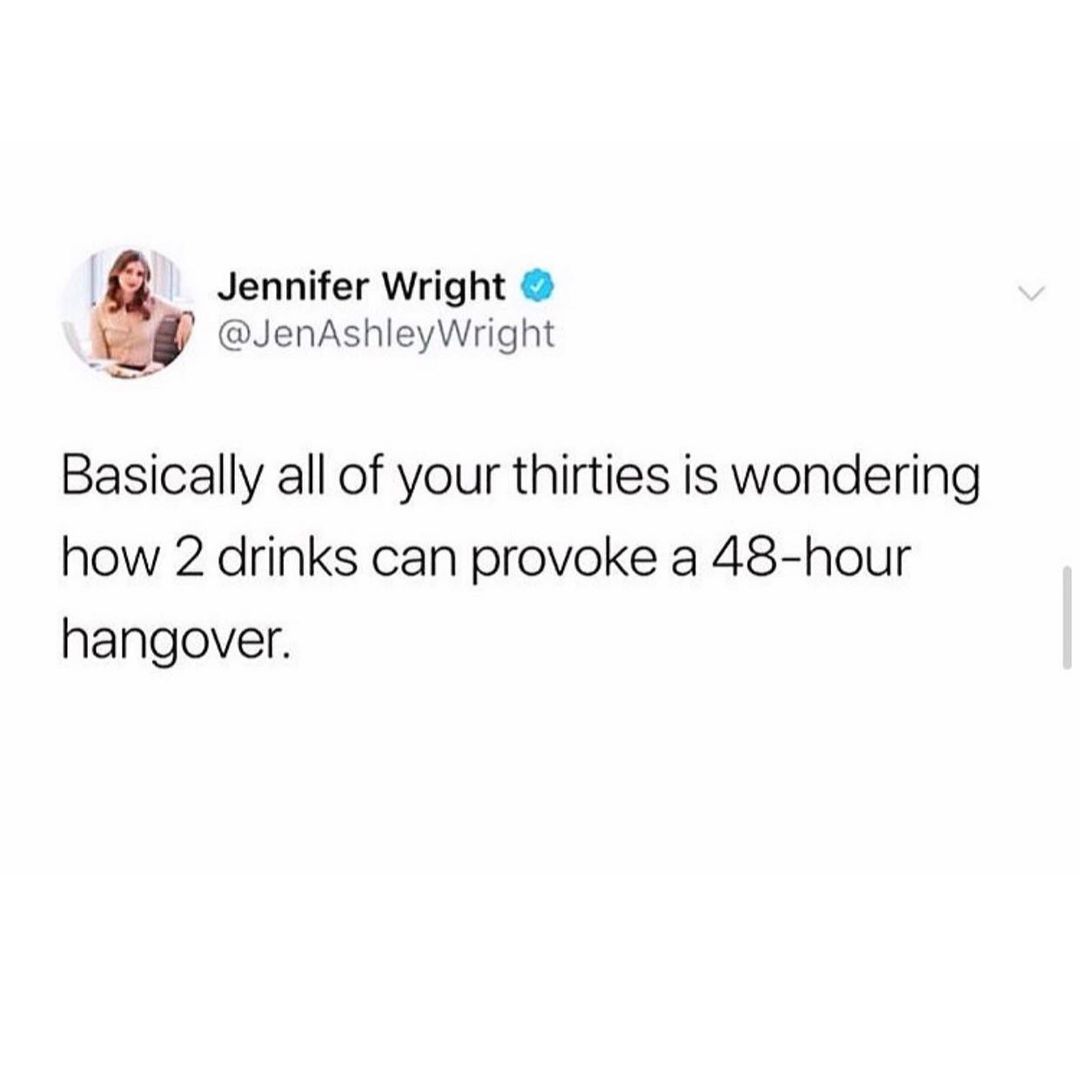 Jennifer Wright
@JenAshleyWright
Basically all of your thirties is wondering
how 2 drinks can provoke a 48-hour
hangover.